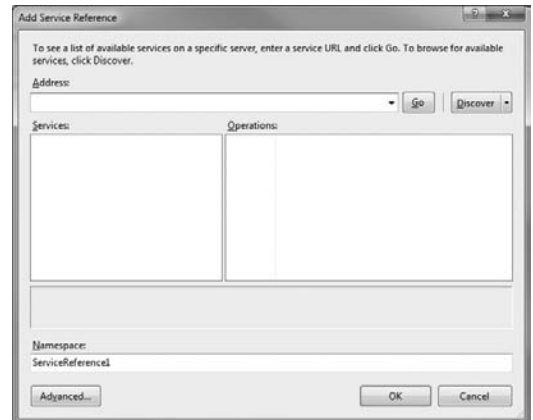 Add Service Reference
To see a list of available services on a specific server, enter a service URL and click Go. To browse for available
services, click Discover.
Address:
Go
Discover
Services:
Operations:
Namespace:
ServiceReference1
Advanced...
OK
Cancel